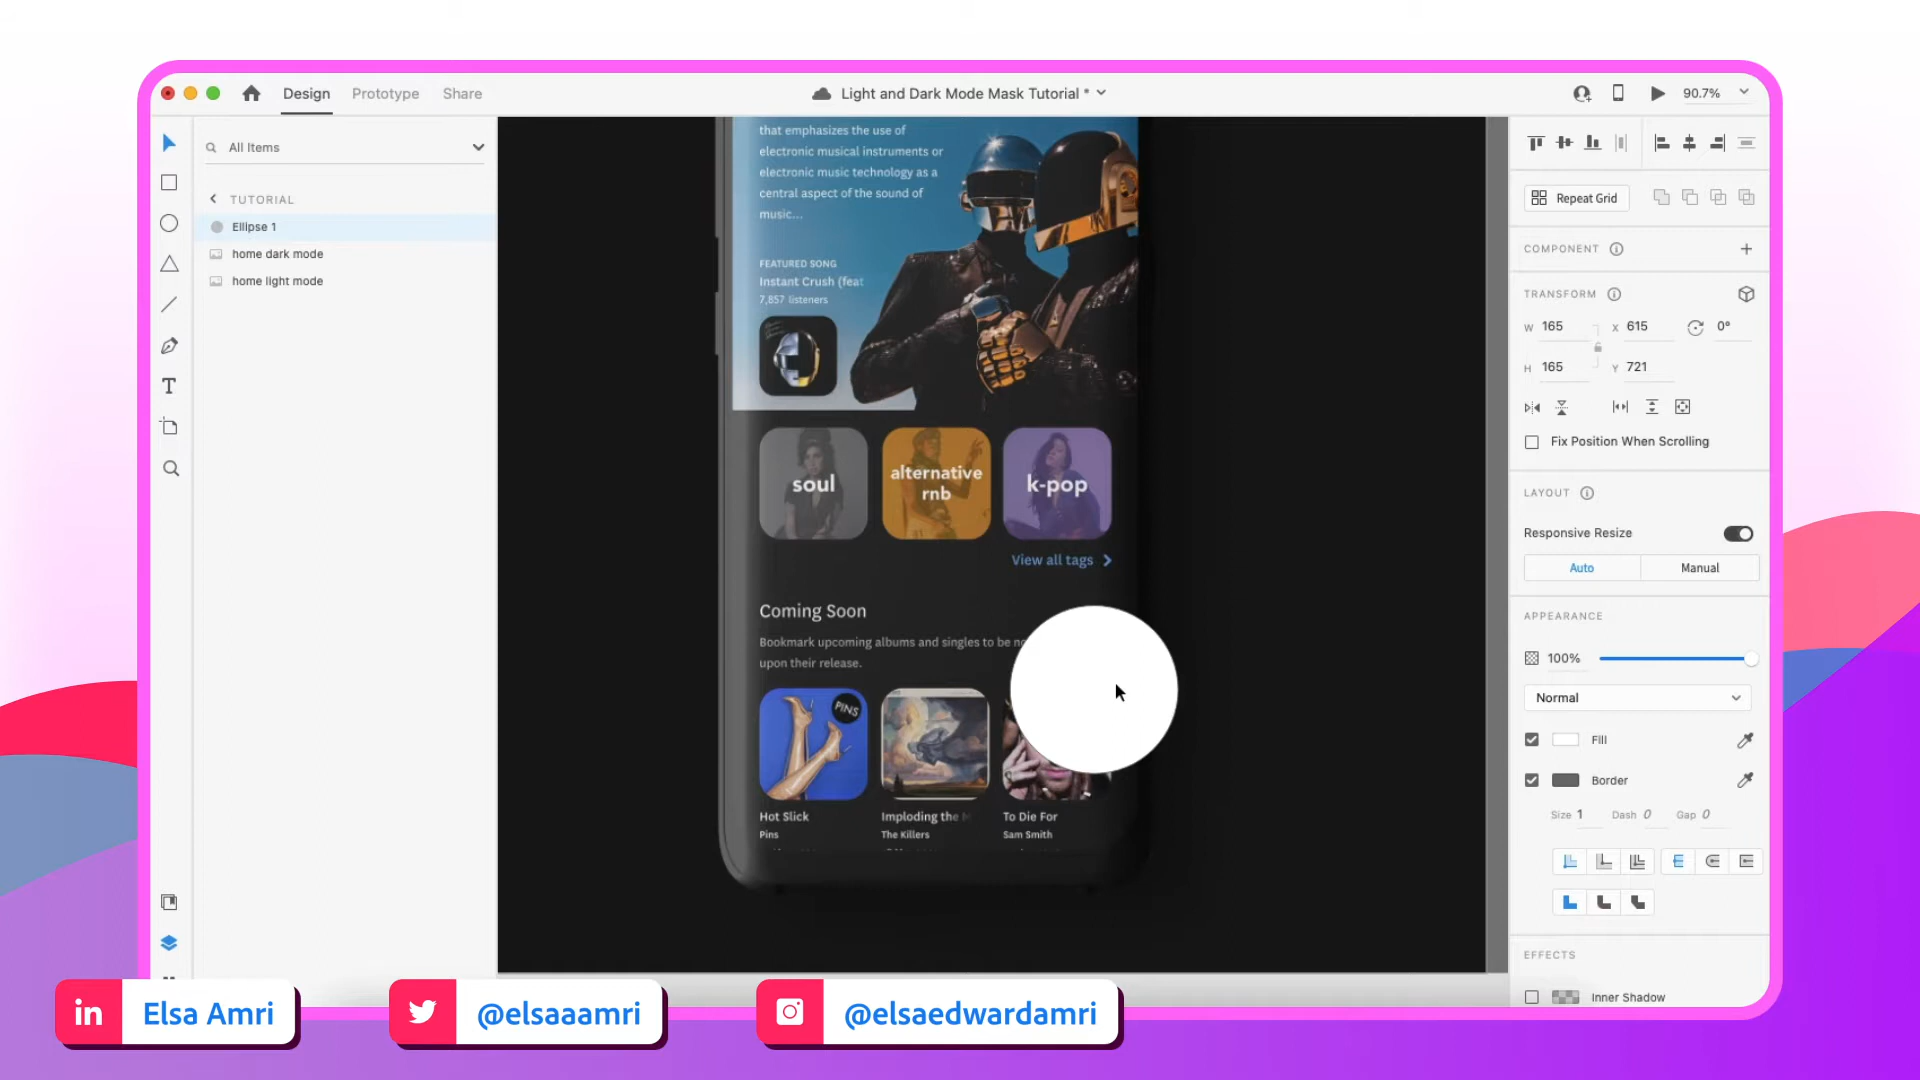 Design
Prototype
Share
Light and Dark Mode Mask Tutorial *
90.7%
All Items
TUTORIAL
Ellipse 1
home dark mode
home light mode
that emphasizes the use of
electronic musical instruments or
electronic music technology as a
central aspect of the sound of
music...
FEATURED SONG
Instant Crush (feat
7,857 listeners
soul
alternative
rnb
k-pop
View all tags
Coming Soon
Bookmark upcoming albums and singles to be
upon their release.
PINS
Hot Slick
Pins
Imploding the
The Killers
To Die For
Sam Smith
Repeat Grid
COMPONENT
TRANSFORM
W 165
X 615
0°
H 165
Y 721
Fix Position When Scrolling
LAYOUT
Responsive Resize
Auto
Manual
APPEARANCE
100%
Normal
Fill
Border
Size 1
Dash 0
Gap 0
EFFECTS
Inner Shadow
in
Elsa Amri
@elsaaamri
@elsaedwardamri